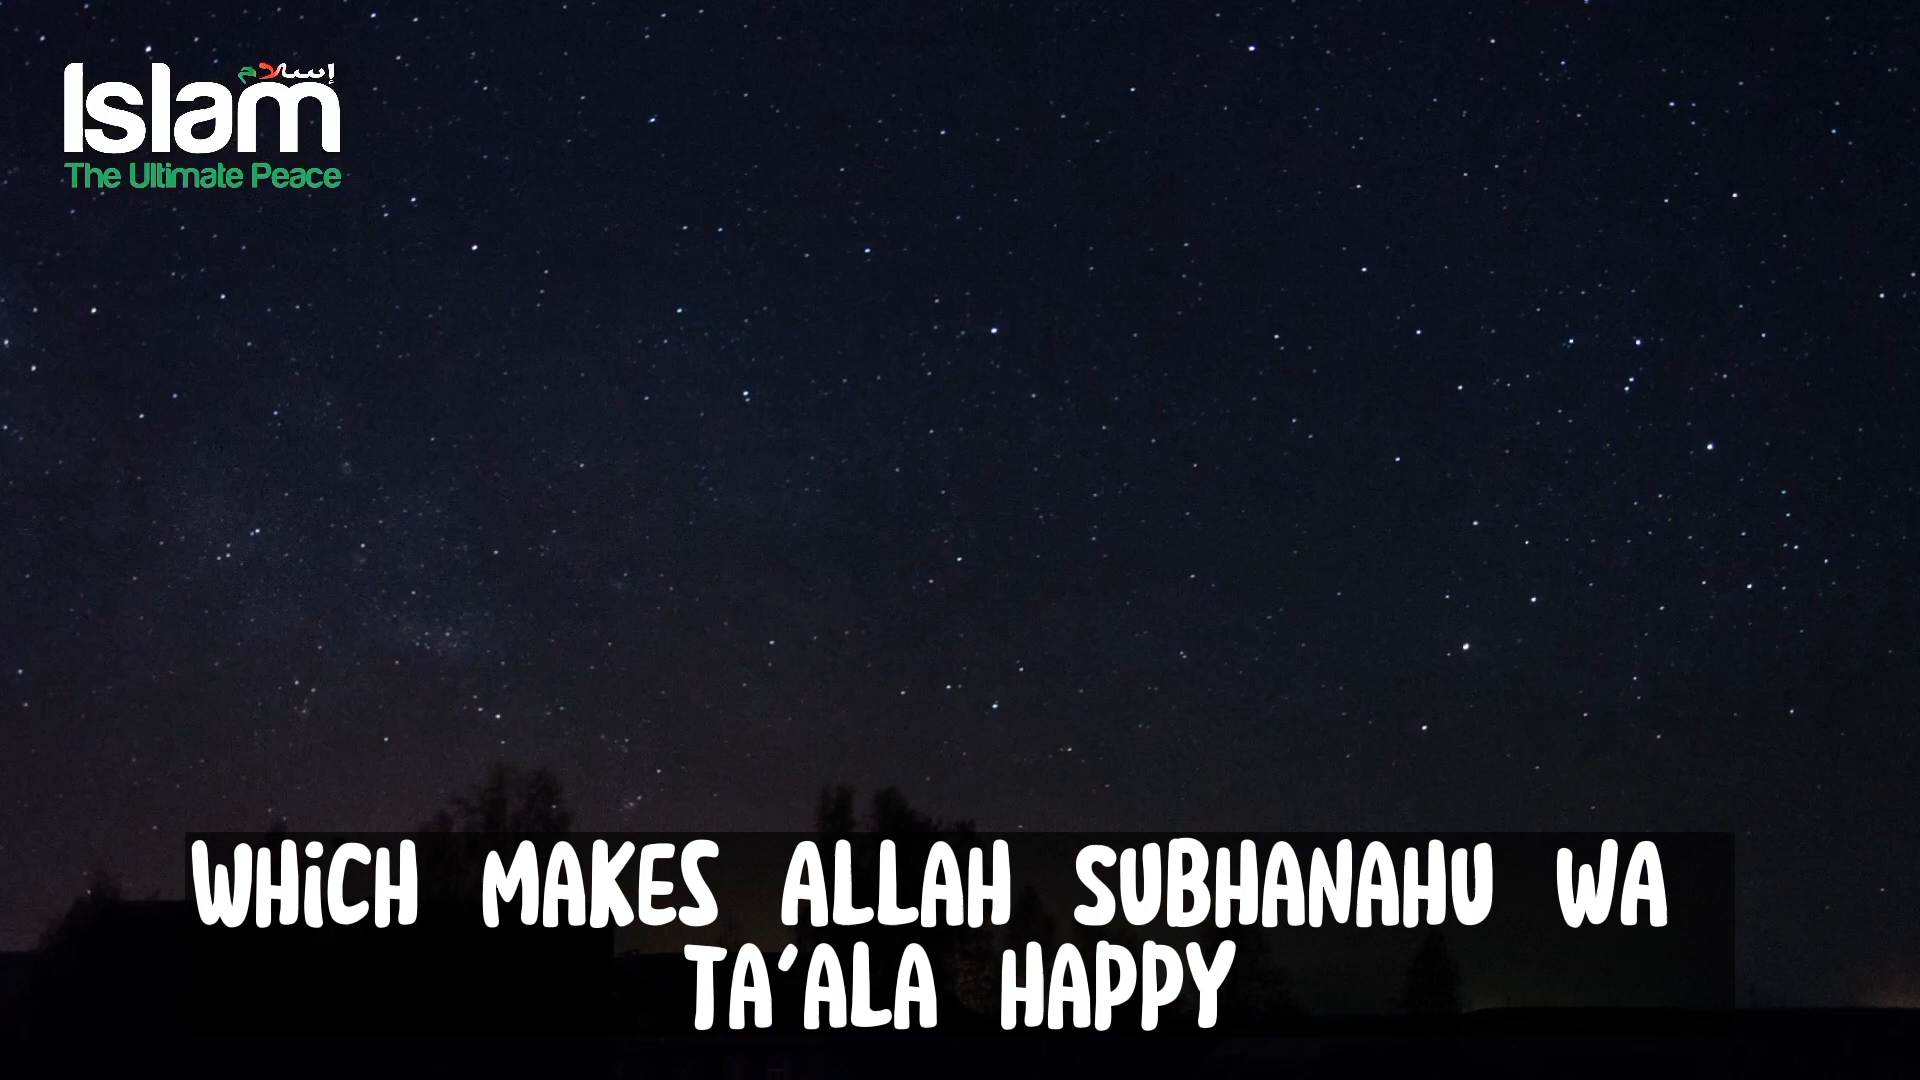 إسلام
Islam
The Ultimate Peace
WHiCH MAKES ALLAH SUBHANAHU WA
TA'ALA HAPPY